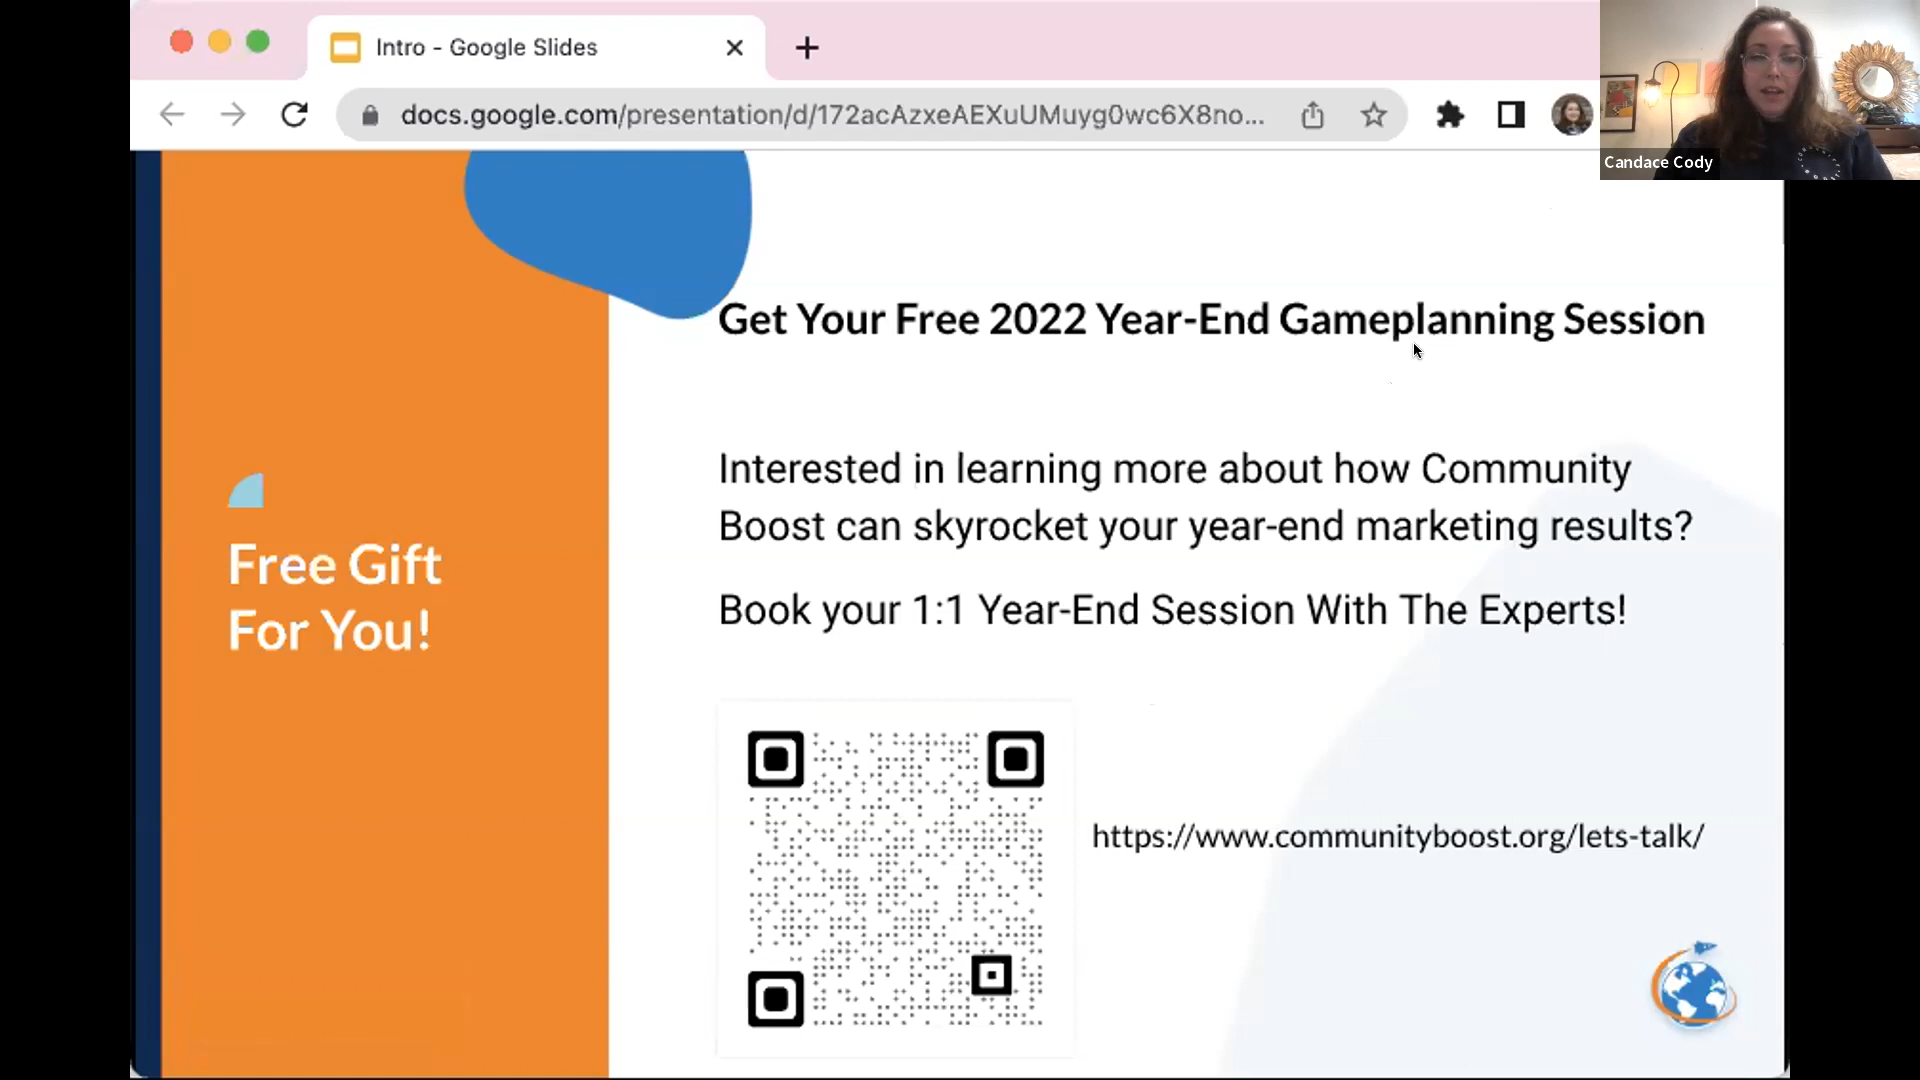 Intro - Google Slides
docs.google.com/presentation/d/172acAzxeAEXuUMuyg0wc6X8no...
Candace Cody
Get Your Free 2022 Year-End Gameplanning Session
Interested in learning more about how Community
Boost can skyrocket your year-end marketing results?
Book your 1:1 Year-End Session With The Experts!
Free Gift
For You!
https://www.communityboost.org/lets-talk/